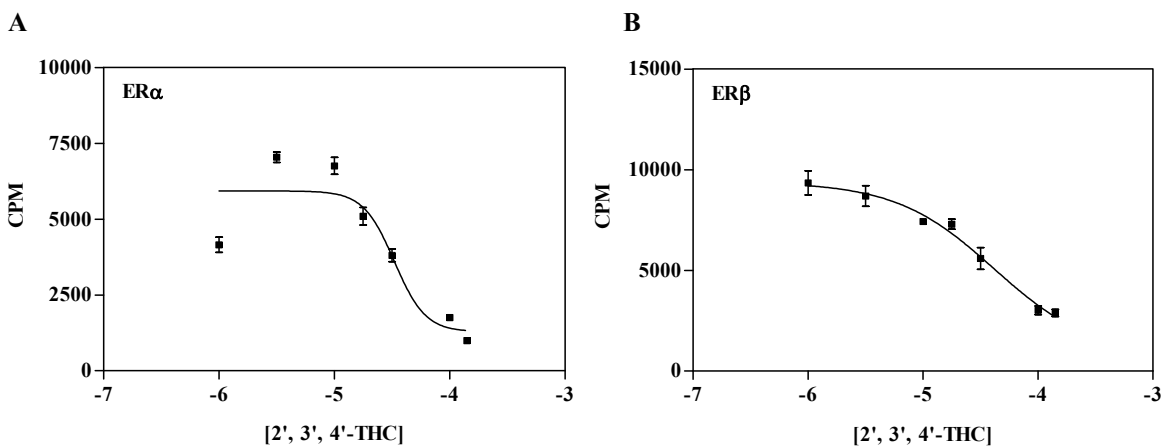 A
10000
7500
5000
2500
0
CPM
ERα
-7 -6 -5 -4 -3
[2', 3', 4'-THC]
B
15000
10000
5000
0
CPM
ERβ
-7 -6 -5 -4 -3
[2', 3', 4'-THC]